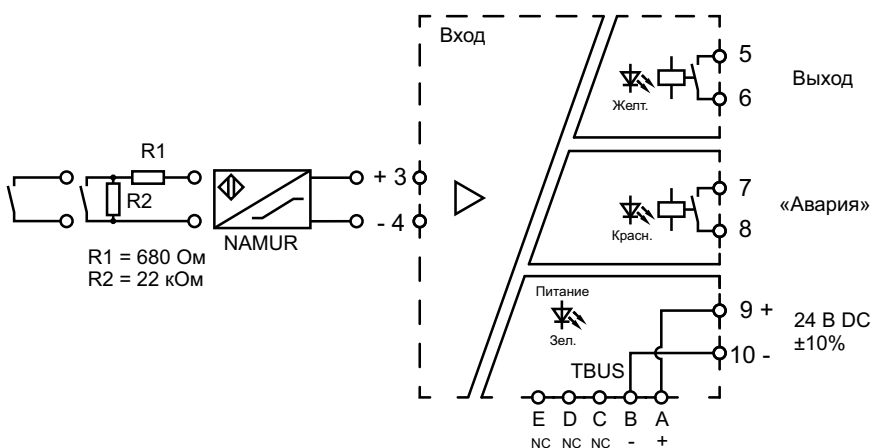 Вход
5
6
Желт.
Выход
R1
R2
+ 3
- 4
NAMUR
R1 = 680 Ом
R2 = 22 кОм
7
8
Красн.
«Авария»
Питание
Зел.
9 +
10 -
24 В DC
±10%
TBUS
E D C B A
NC NC NC - +